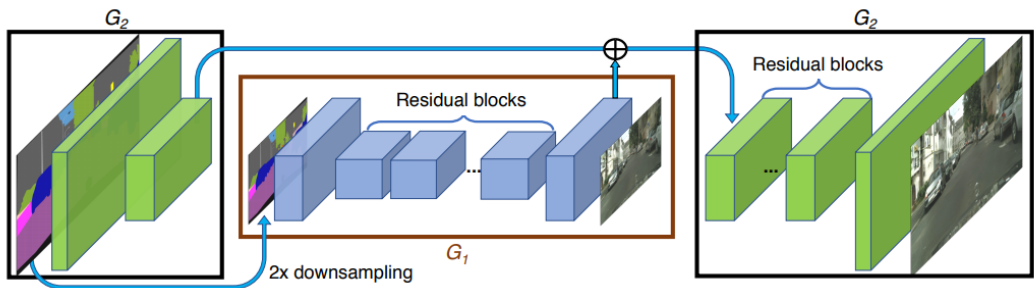 G₂
G₂
Residual blocks
Residual blocks
...
...
G₁
2x downsampling